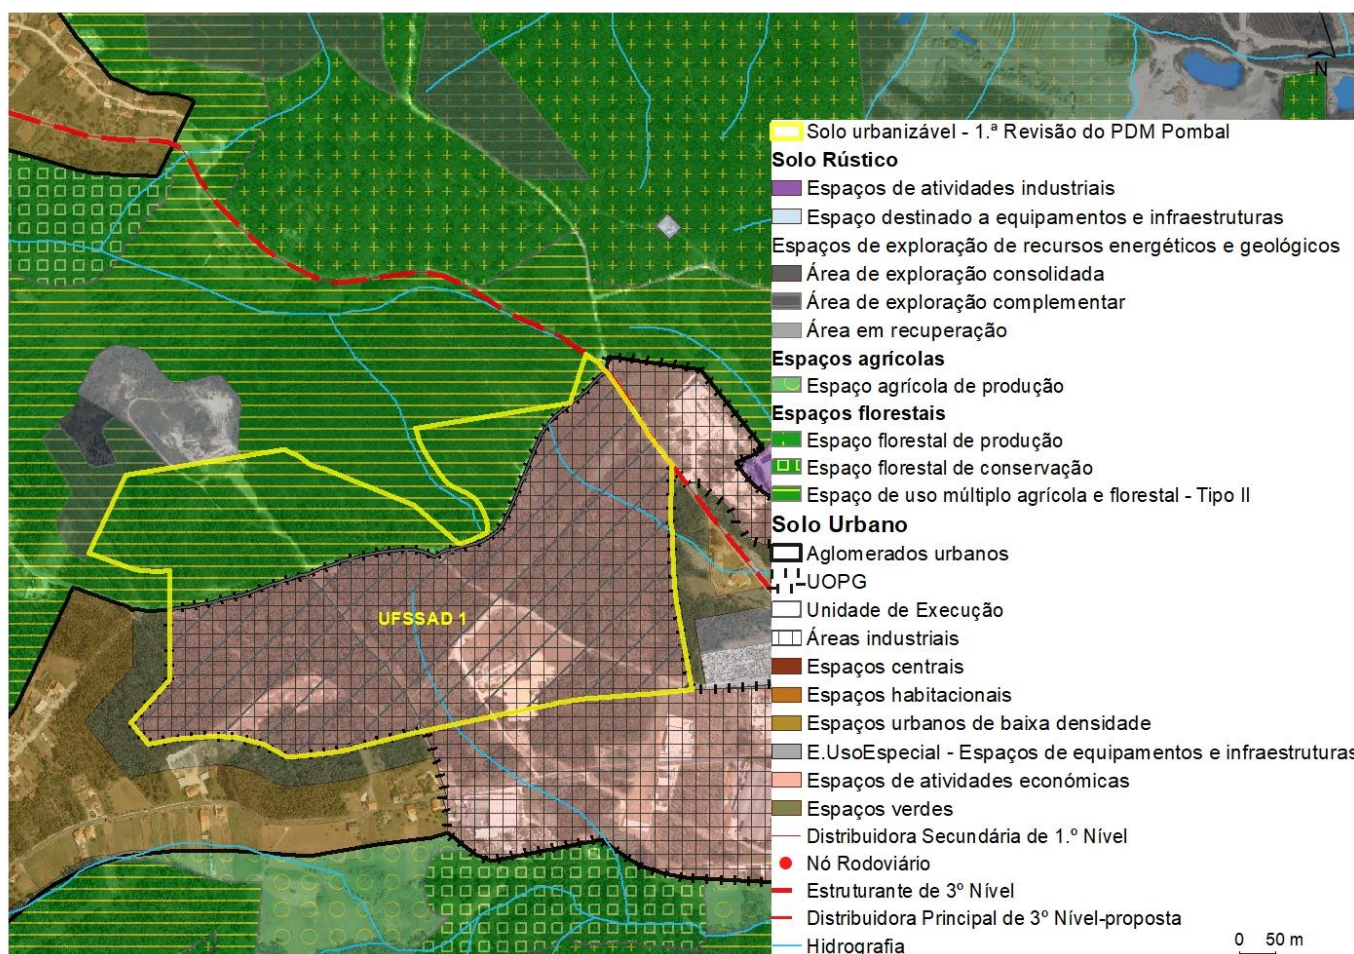 N
Solo urbanizável - 1.ª Revisão do PDM Pombal
Solo Rústico
Espaços de atividades industriais
Espaço destinado a equipamentos e infraestruturas
Espaços de exploração de recursos energéticos e geológicos
Área de exploração consolidada
Área de exploração complementar
Área em recuperação
Espaços agrícolas
Espaço agrícola de produção
Espaços florestais
Espaço florestal de produção
Espaço florestal de conservação
Espaço de uso múltiplo agrícola e florestal - Tipo II
Solo Urbano
Aglomerados urbanos
UOPG
Unidade de Execução
Áreas industriais
Espaços centrais
Espaços habitacionais
Espaços urbanos de baixa densidade
E.UsoEspecial - Espaços de equipamentos e infraestruturas
Espaços de atividades económicas
Espaços verdes
Distribuidora Secundária de 1.º Nível
Nó Rodoviário
Estruturante de 3º Nível
Distribuidora Principal de 3º Nível-proposta
Hidrografia
0 50 m
UFSSAD 1